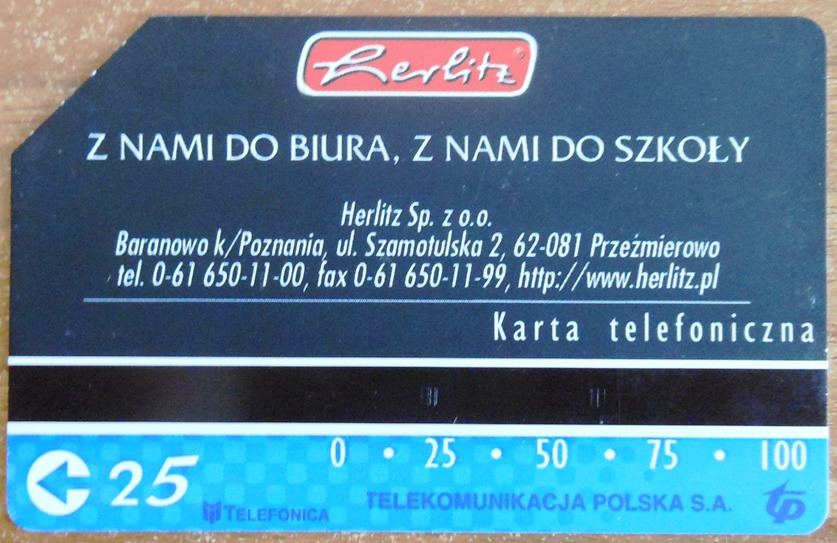 Herlitz®
Z NAMI DO BIURA, Z NAMI DO SZKOŁY
Herlitz Sp. z o.o.
Baranowo k/Poznania, ul. Szamotulska 2, 62-081 Przeźmierowo
tel. 0-61 650-11-00, fax 0-61 650-11-99, http://www.herlitz.pl
Karta telefoniczna
0 • 25 • 50 • 75 • 100
25
TELEFONICA TELEKOMUNIKACJA POLSKA S.A. tp